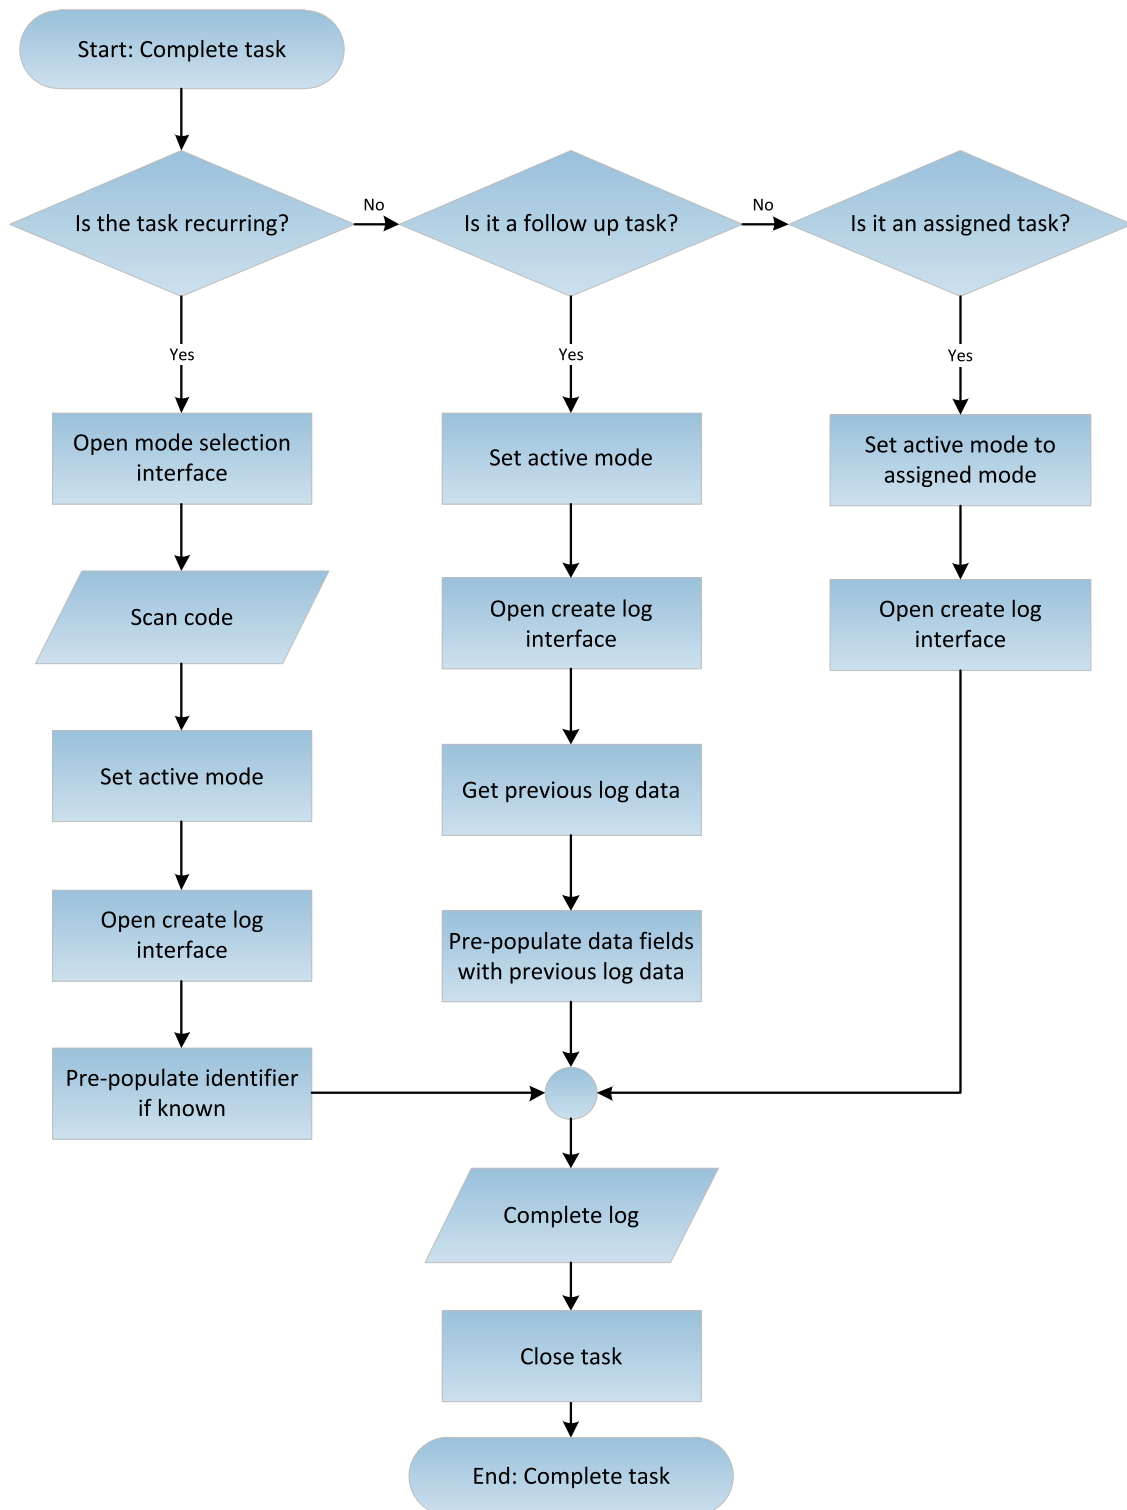 Start: Complete task
Is the task recurring?
No
Is it a follow up task?
No
Is it an assigned task?
Yes
Yes
Yes
Open mode selection
interface
Set active mode
Set active mode to
assigned mode
Scan code
Open create log
interface
Open create log
interface
Set active mode
Get previous log data
Open create log
interface
Pre-populate data fields
with previous log data
Pre-populate identifier
if known
Complete log
Close task
End: Complete task